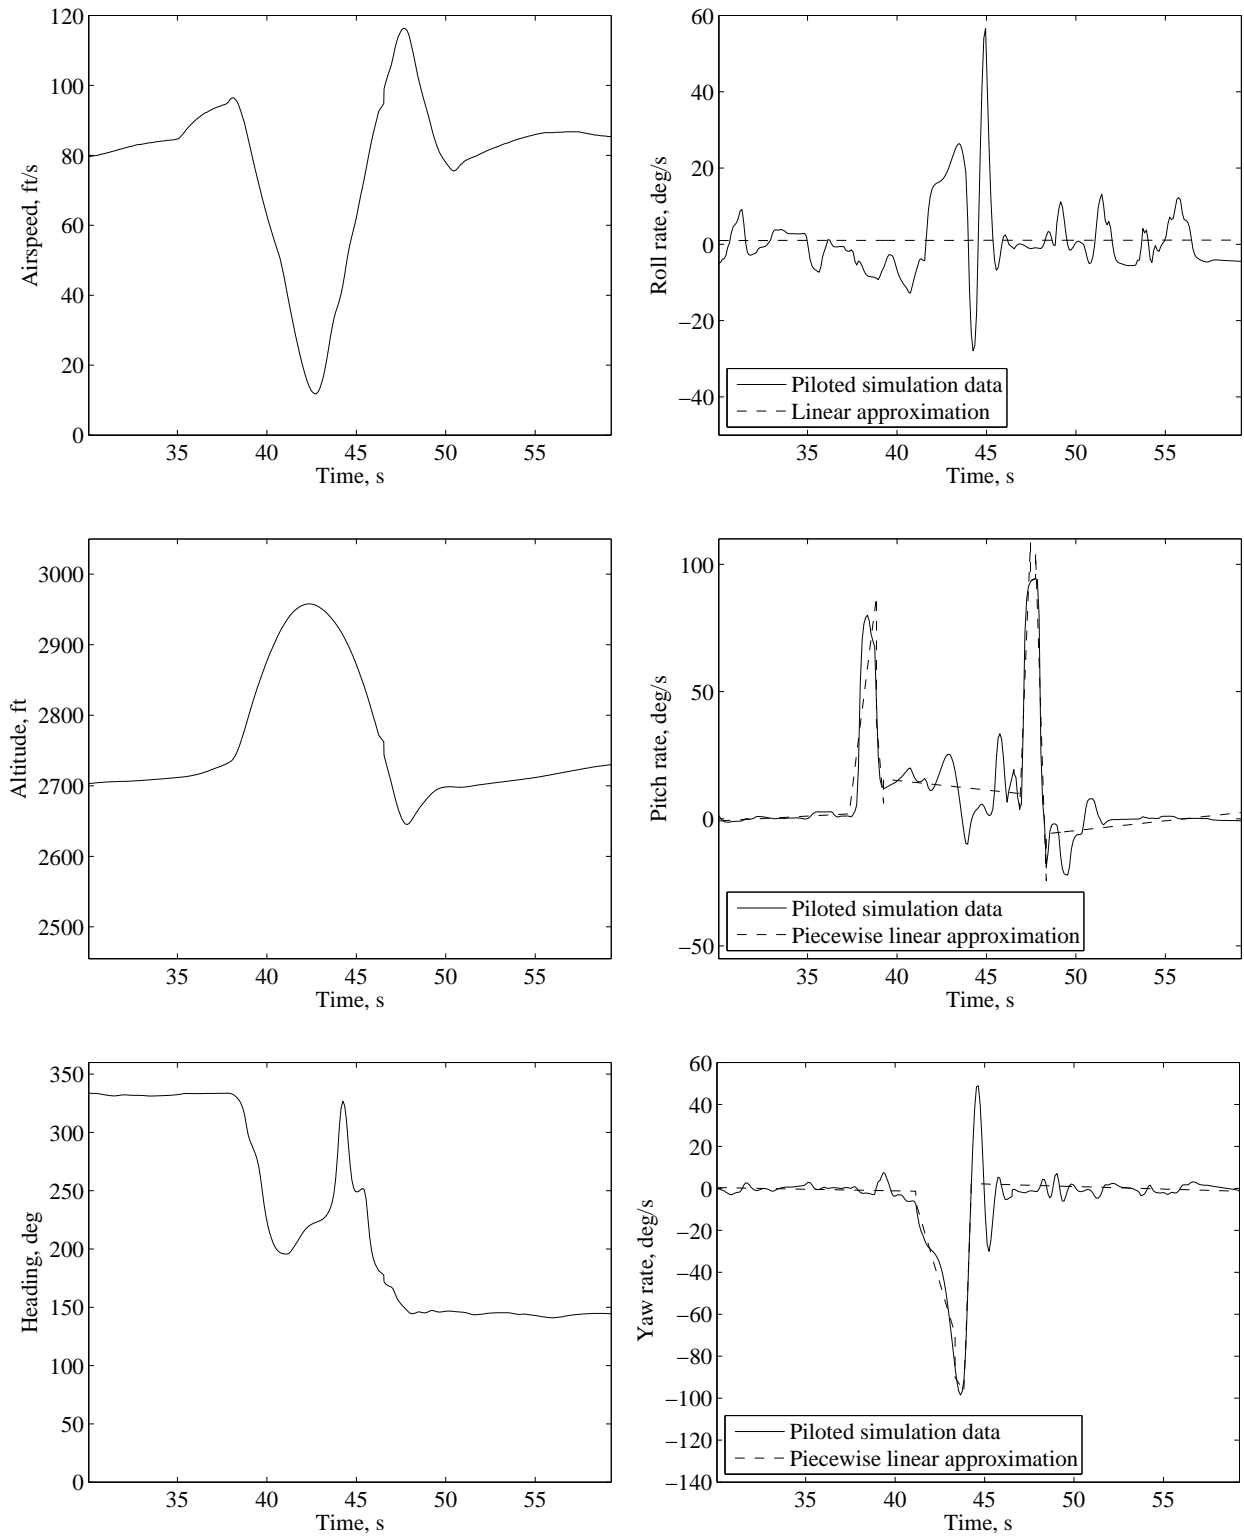 120
100
80
60
40
20
0
35 40 45 50 55
Airspeed, ft/s
Time, s
60
40
20
0
−20
−40
35 40 45 50 55
Roll rate, deg/s
Time, s
Piloted simulation data
Linear approximation
3000
2900
2800
2700
2600
2500
35 40 45 50 55
Altitude, ft
Time, s
100
50
0
−50
35 40 45 50 55
Pitch rate, deg/s
Time, s
Piloted simulation data
Piecewise linear approximation
350
300
250
200
150
100
50
0
35 40 45 50 55
Heading, deg
Time, s
60
40
20
0
−20
−40
−60
−80
−100
−120
−140
35 40 45 50 55
Yaw rate, deg/s
Time, s
Piloted simulation data
Piecewise linear approximation